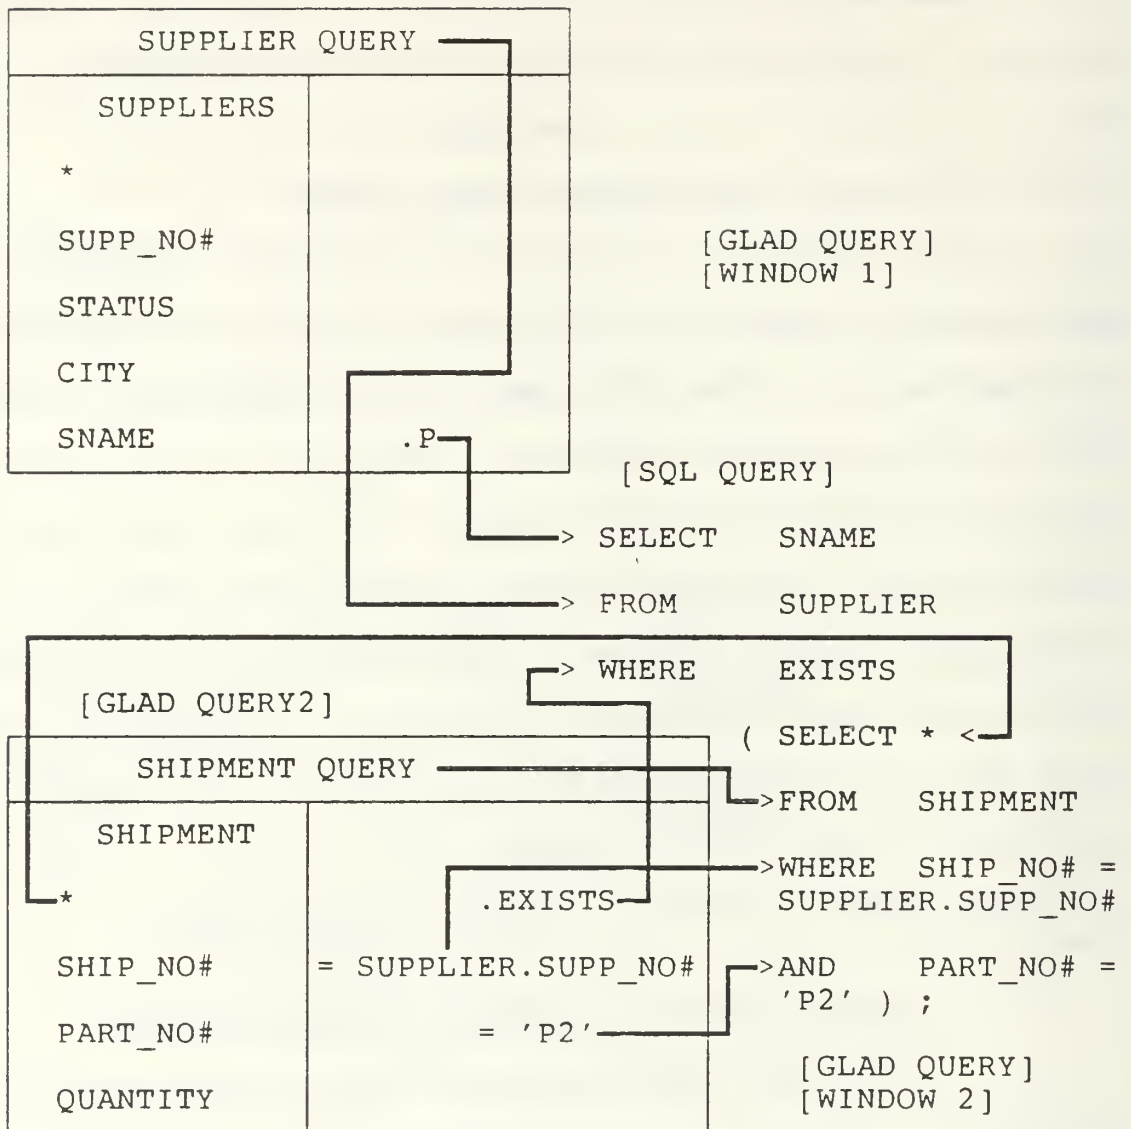 SUPPLIER QUERY
SUPPLIERS
*
SUPP_NO#
[GLAD QUERY]
[WINDOW 1]
STATUS
CITY
SNAME .P
[SQL QUERY]
> SELECT SNAME
> FROM SUPPLIER
> WHERE EXISTS
[GLAD QUERY2]
( SELECT * <
SHIPMENT QUERY
>FROM SHIPMENT
SHIPMENT
>WHERE SHIP_NO# =
* .EXISTS
SUPPLIER.SUPP_NO#
SHIP_NO# = SUPPLIER.SUPP_NO#
>AND PART_NO# =
'P2' ) ;
PART_NO# = 'P2'
[GLAD QUERY]
QUANTITY
[WINDOW 2]